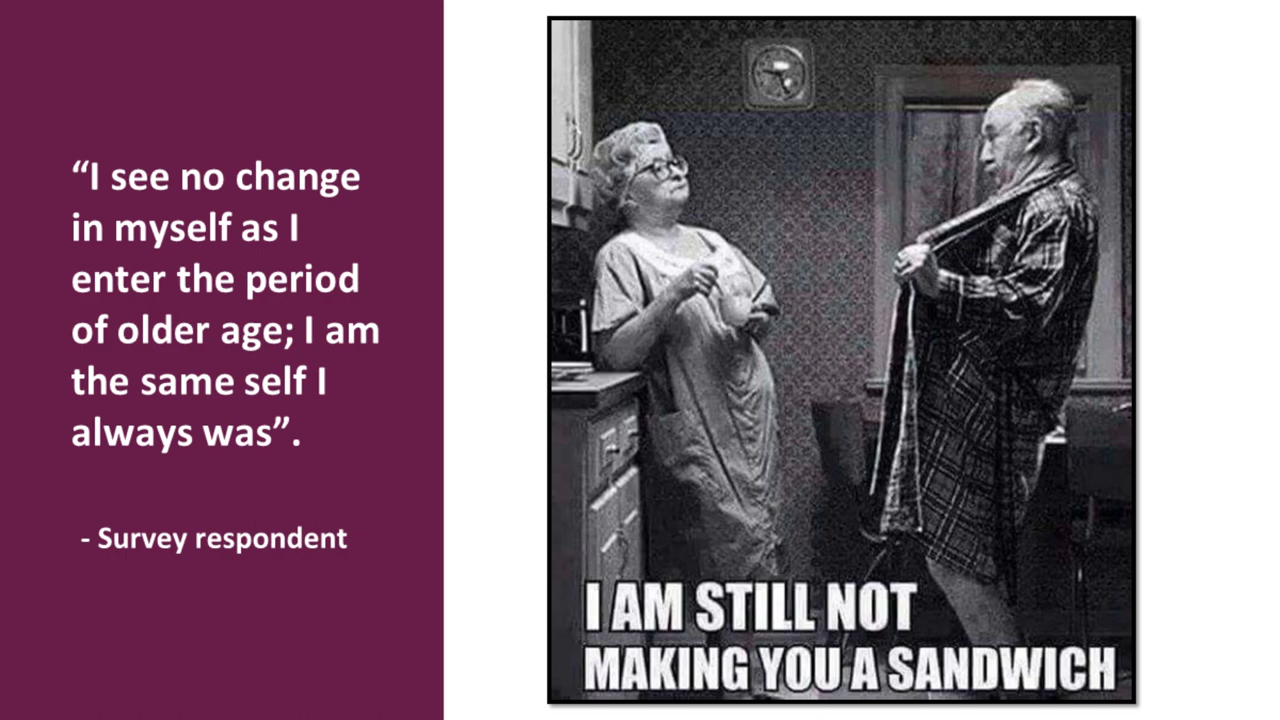 “I see no change
in myself as I
enter the period
of older age; I am
the same self I
always was”.
- Survey respondent
I AM STILL NOT
MAKING YOU A SANDWICH